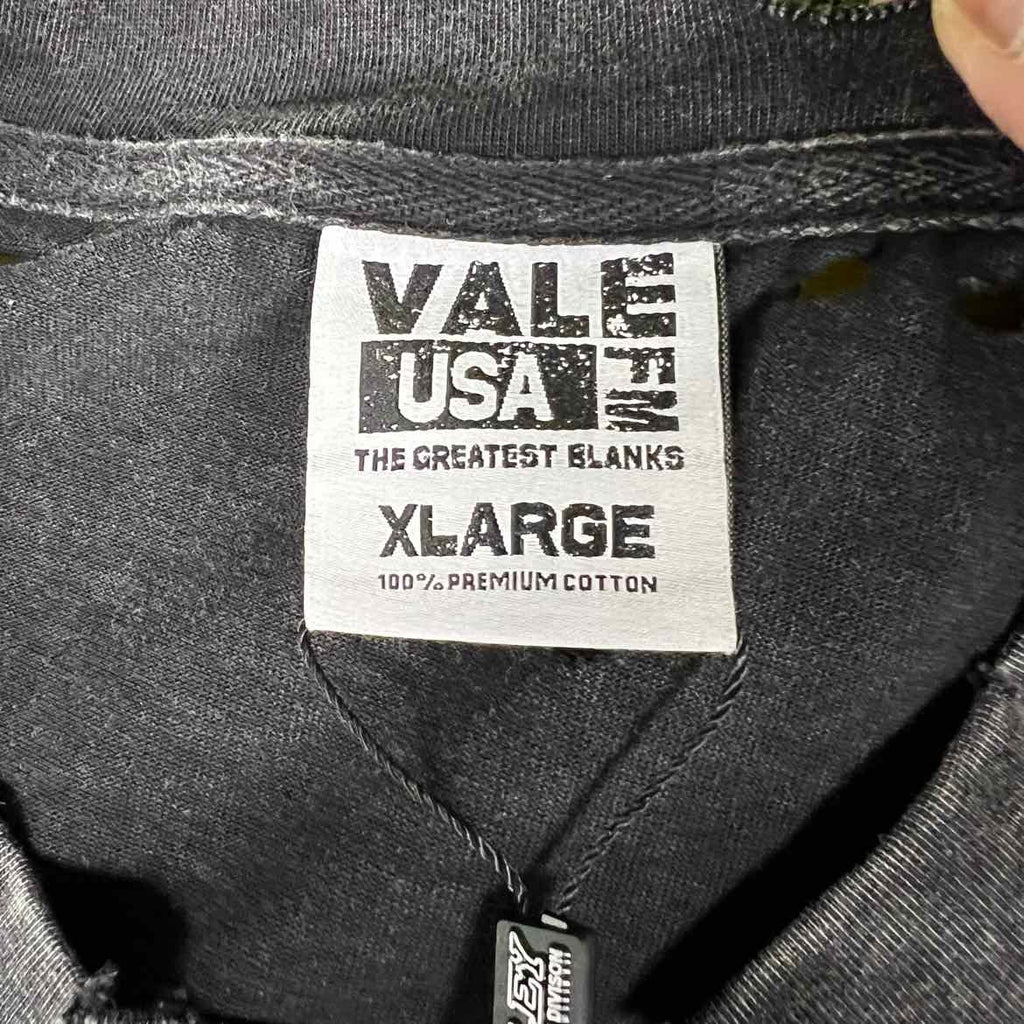 VALE
USA
THE GREATEST BLANKS
XLARGE
100% PREMIUM COTTON